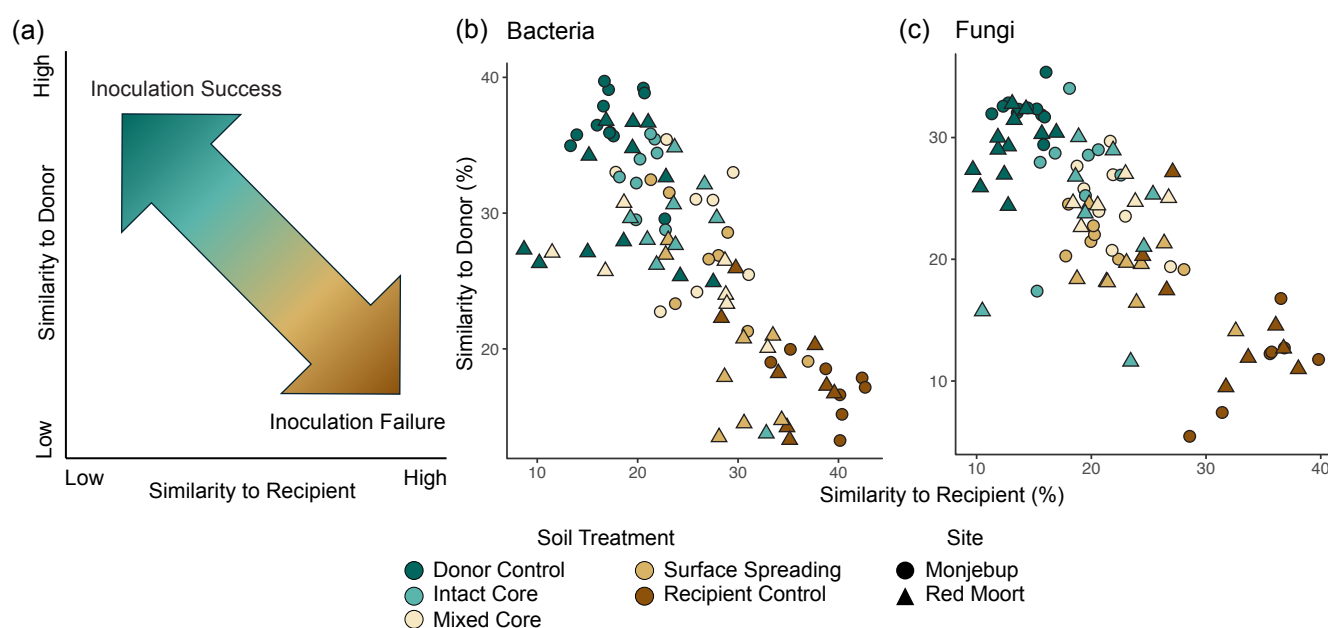 (a)
High
Similarity to Donor
Low
Inoculation Success
Inoculation Failure
Low
Similarity to Recipient
High
(b) Bacteria
Similarity to Donor (%)
40
30
20
10
20
30
40
(c) Fungi
30
20
10
10
20
30
40
Similarity to Recipient (%)
Soil Treatment
Donor Control
Intact Core
Mixed Core
Surface Spreading
Recipient Control
Site
Monjebup
Red Moort